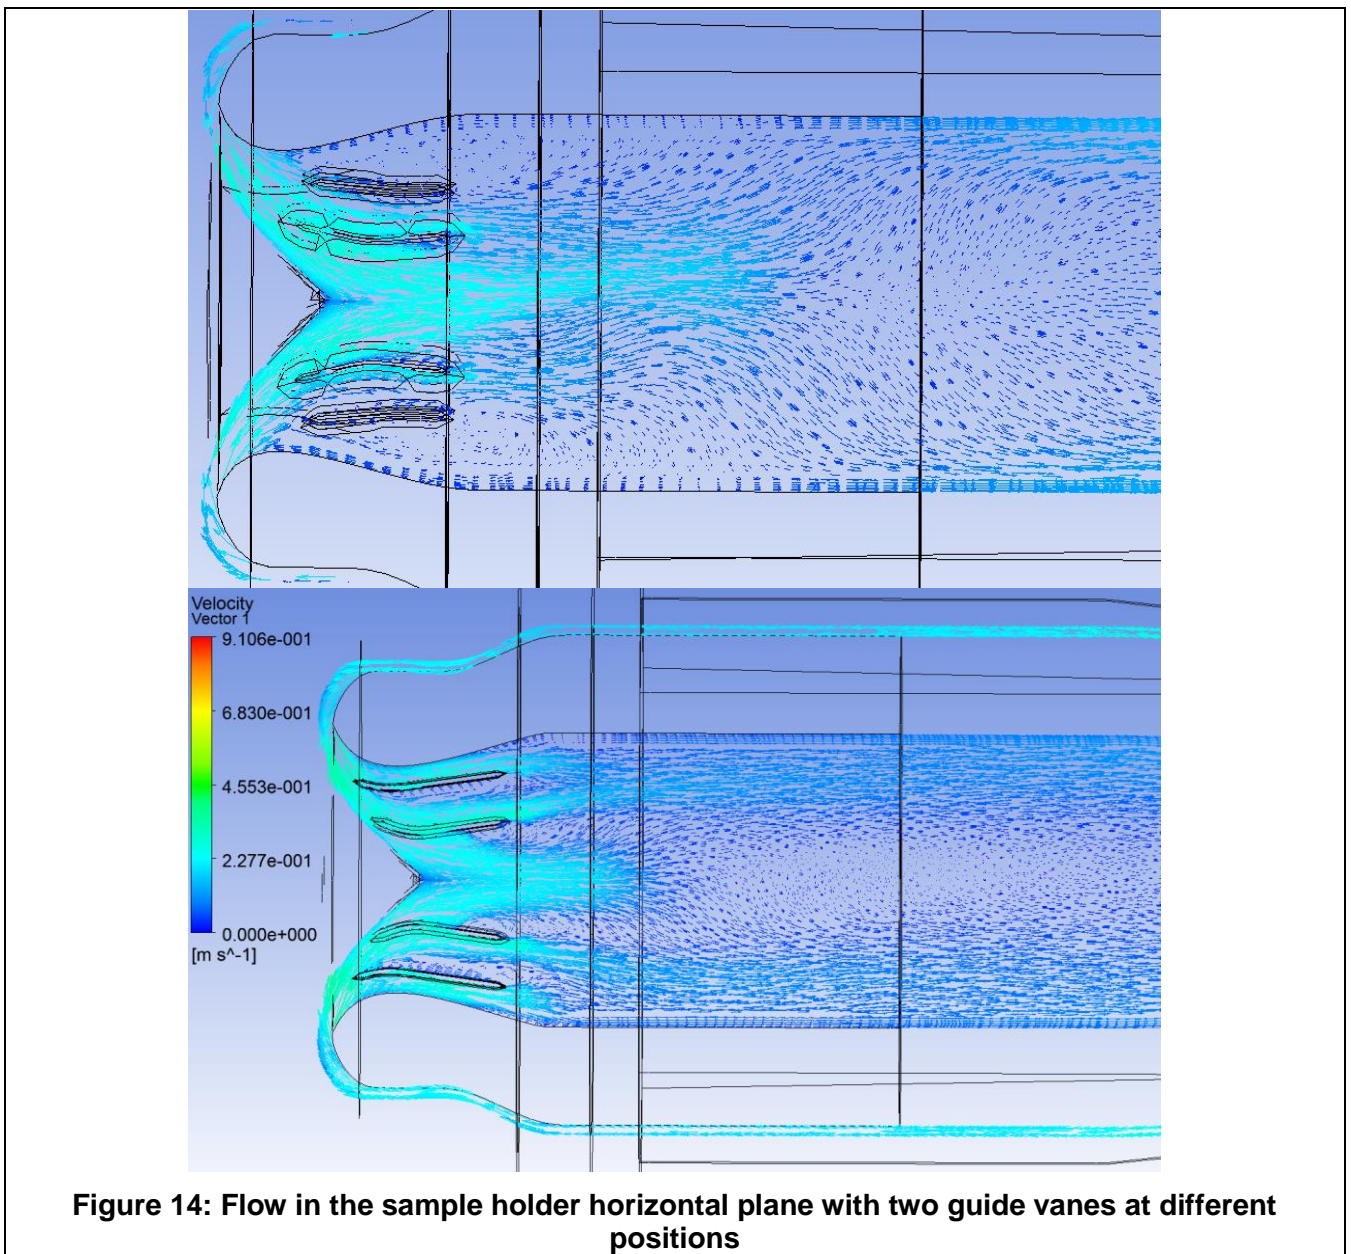 Velocity
Vector 1
9.106e-001
6.830e-001
4.553e-001
2.277e-001
0.000e+000
[m s^-1]
Figure 14: Flow in the sample holder horizontal plane with two guide vanes at different
positions